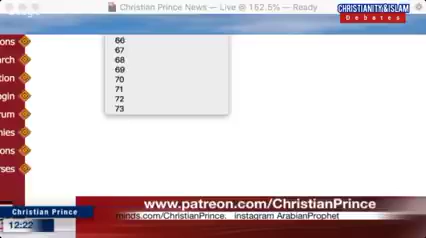 Christian Prince News — Live @ 152.5% — Ready
CHRISTIANITY&ISLAM
Debates
ons
66
67
rch
68
tion
69
70
ogin
71
rum
72
nies
73
ons
rses
www.patreon.com/ChristianPrince
Christian Prince
minds.com/ChristianPrince. instagram ArabianProphet
12:22